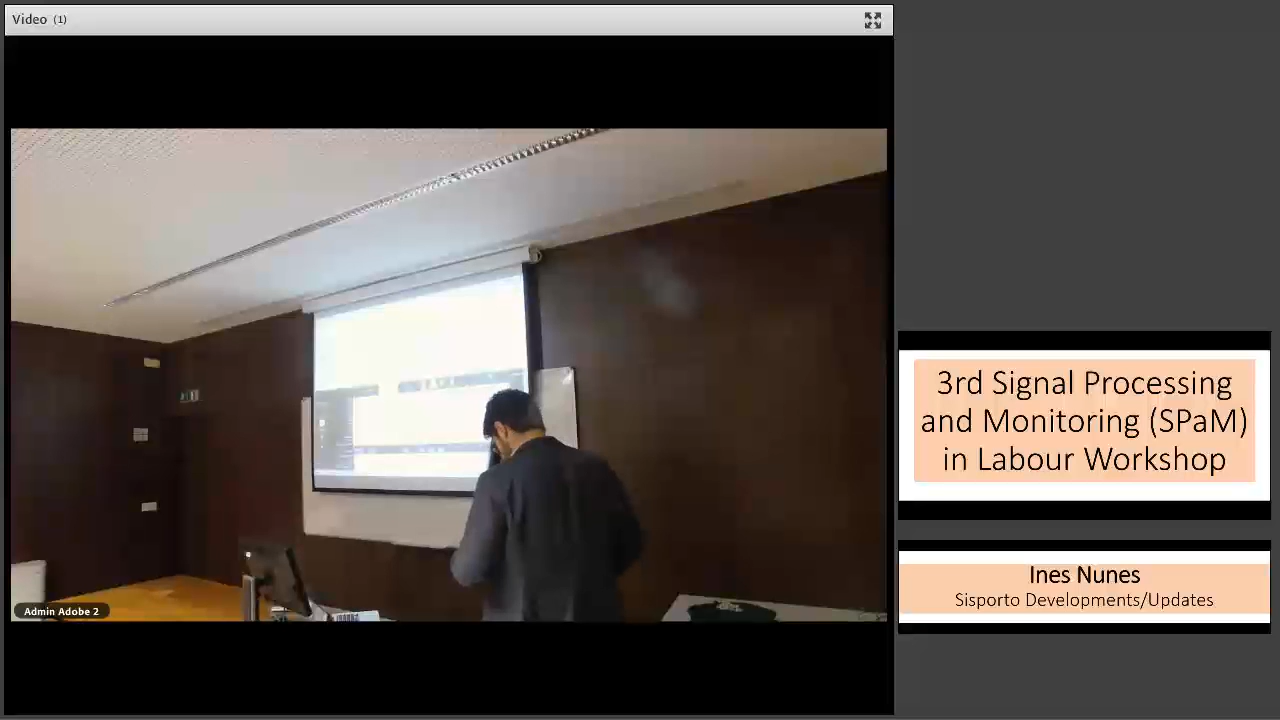 Video (1)
Admin Adobe 2
3rd Signal Processing
and Monitoring (SPaM)
in Labour Workshop
Ines Nunes
Sisporto Developments/Updates